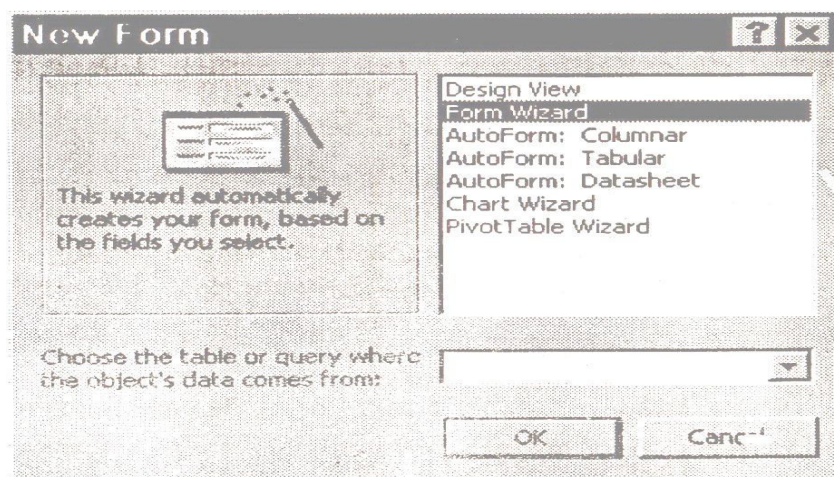 New Form
Design View
Form Wizard
AutoForm: Columnar
AutoForm: Tabular
AutoForm: Datasheet
Chart Wizard
PivotTable Wizard
This wizard automatically
creates your form, based on
the fields you select.
Choose the table or query where
the object's data comes from:
OK
Cancel